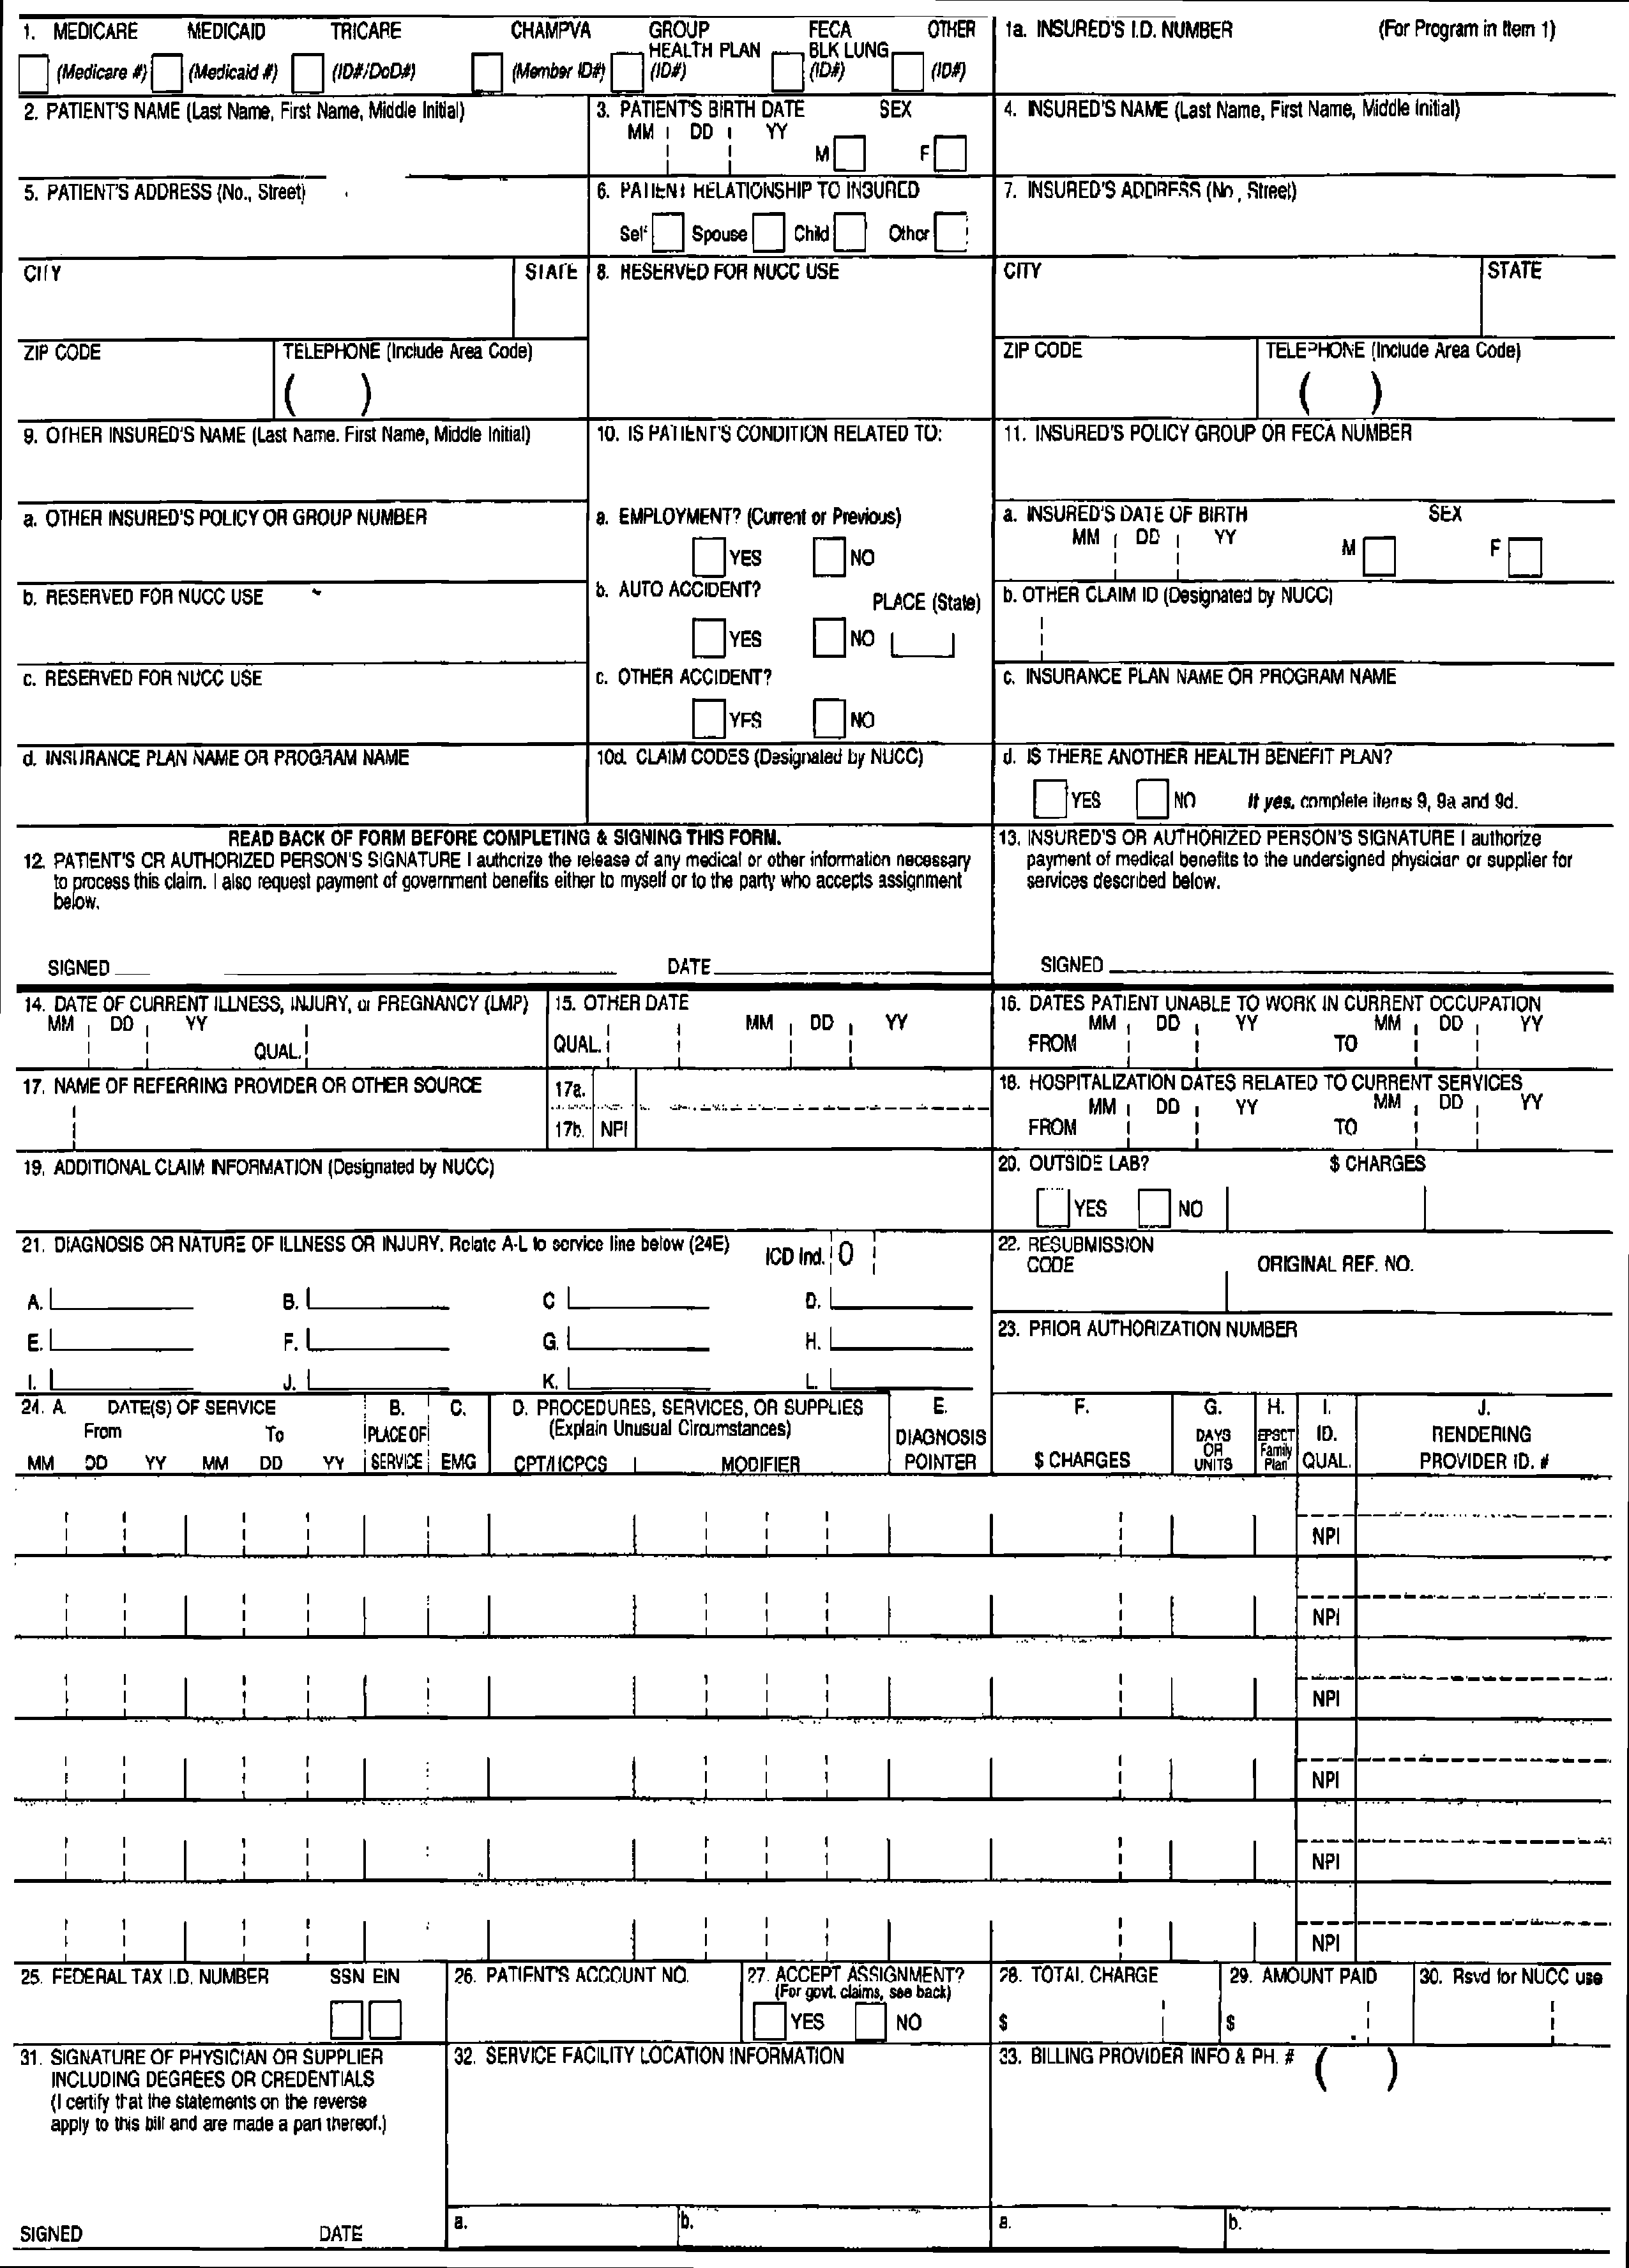 1. MEDICARE MEDICAID TRICARE CHAMPVA GROUP HEALTH PLAN FECA BLK LUNG OTHER
(Medicare #) (Medicaid #) (ID#/DoD#) (Member ID#) (ID#) (ID#) (ID#)
1a. INSURED'S I.D. NUMBER (For Program in Item 1)
2. PATIENT'S NAME (Last Name, First Name, Middle Initial)
3. PATIENT'S BIRTH DATE SEX
MM DD YY M F
4. INSURED'S NAME (Last Name, First Name, Middle Initial)
5. PATIENT'S ADDRESS (No., Street)
6. PATIENT RELATIONSHIP TO INSURED
Self Spouse Child Other
7. INSURED'S ADDRESS (No., Street)
CITY STATE
8. RESERVED FOR NUCC USE
CITY STATE
ZIP CODE TELEPHONE (Include Area Code)
( )
ZIP CODE TELEPHONE (Include Area Code)
( )
9. OTHER INSURED'S NAME (Last Name. First Name, Middle Initial)
10. IS PATIENT'S CONDITION RELATED TO:
11. INSURED'S POLICY GROUP OR FECA NUMBER
a. OTHER INSURED'S POLICY OR GROUP NUMBER
a. EMPLOYMENT? (Current or Previous)
YES NO
a. INSURED'S DATE OF BIRTH SEX
MM DD YY M F
b. RESERVED FOR NUCC USE
b. AUTO ACCIDENT? PLACE (State)
YES NO
b. OTHER CLAIM ID (Designated by NUCC)
c. RESERVED FOR NUCC USE
c. OTHER ACCIDENT?
YES NO
c. INSURANCE PLAN NAME OR PROGRAM NAME
d. INSURANCE PLAN NAME OR PROGRAM NAME
10d. CLAIM CODES (Designated by NUCC)
d. IS THERE ANOTHER HEALTH BENEFIT PLAN?
YES NO If yes, complete items 9, 9a and 9d.
READ BACK OF FORM BEFORE COMPLETING & SIGNING THIS FORM.
12. PATIENT'S OR AUTHORIZED PERSON'S SIGNATURE I authorize the release of any medical or other information necessary
to process this claim. I also request payment of government benefits either to myself or to the party who accepts assignment
below.
SIGNED DATE
13. INSURED'S OR AUTHORIZED PERSON'S SIGNATURE I authorize
payment of medical benefits to the undersigned physician or supplier for
services described below.
SIGNED
14. DATE OF CURRENT ILLNESS, INJURY, or PREGNANCY (LMP)
MM DD YY QUAL.
15. OTHER DATE
QUAL. MM DD YY
16. DATES PATIENT UNABLE TO WORK IN CURRENT OCCUPATION
MM DD YY MM DD YY
FROM TO
17. NAME OF REFERRING PROVIDER OR OTHER SOURCE
17a.
17b. NPI
18. HOSPITALIZATION DATES RELATED TO CURRENT SERVICES
MM DD YY MM DD YY
FROM TO
19. ADDITIONAL CLAIM INFORMATION (Designated by NUCC)
20. OUTSIDE LAB? $ CHARGES
YES NO
21. DIAGNOSIS OR NATURE OF ILLNESS OR INJURY. Relate A-L to service line below (24E) ICD Ind. 0
A. B. C D.
E. F. G. H.
I. J. K. L.
22. RESUBMISSION
CODE ORIGINAL REF. NO.
23. PRIOR AUTHORIZATION NUMBER
24. A. DATE(S) OF SERVICE
From To
MM DD YY MM DD YY
B.
PLACE OF
SERVICE
C.
EMG
D. PROCEDURES, SERVICES, OR SUPPLIES
(Explain Unusual Circumstances)
CPT/HCPCS MODIFIER
E.
DIAGNOSIS
POINTER
F.
$ CHARGES
G.
DAYS
OR
UNITS
H.
EPSCT
Family
Plan
I.
ID.
QUAL.
J.
RENDERING
PROVIDER ID. #
NPI
NPI
NPI
NPI
NPI
NPI
25. FEDERAL TAX I.D. NUMBER SSN EIN
26. PATIENT'S ACCOUNT NO.
27. ACCEPT ASSIGNMENT?
(For govt. claims, see back)
YES NO
28. TOTAL CHARGE
$
29. AMOUNT PAID
$
30. Rsvd for NUCC use
31. SIGNATURE OF PHYSICIAN OR SUPPLIER
INCLUDING DEGREES OR CREDENTIALS
(I certify that the statements on the reverse
apply to this bill and are made a part thereof.)
SIGNED DATE
32. SERVICE FACILITY LOCATION INFORMATION
a. b.
33. BILLING PROVIDER INFO & PH. # ( )
a. b.